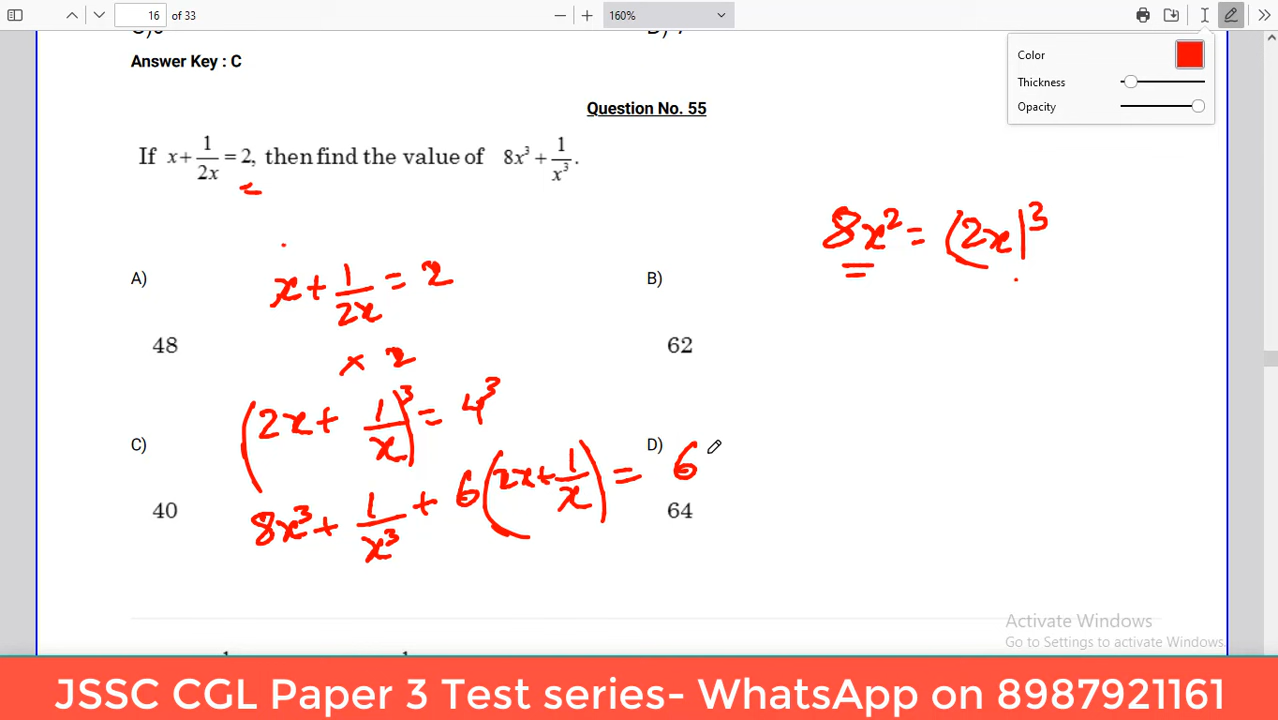 16 of 33
160%
Color
Thickness
Opacity
Answer Key : C
Question No. 55
If x + 1/2x = 2, then find the value of 8x³ + 1/x³.
8x² = (2x)³
A)
x + 1/2x = 2
B)
48
62
× 2
(2x + 1/x)³ = 4³
C)
D)
8x³ + 1/x³ + 6(2x + 1/x) = 6
40
64
Activate Windows
Go to Settings to activate Windows.
JSSC CGL Paper 3 Test series- WhatsApp on 8987921161